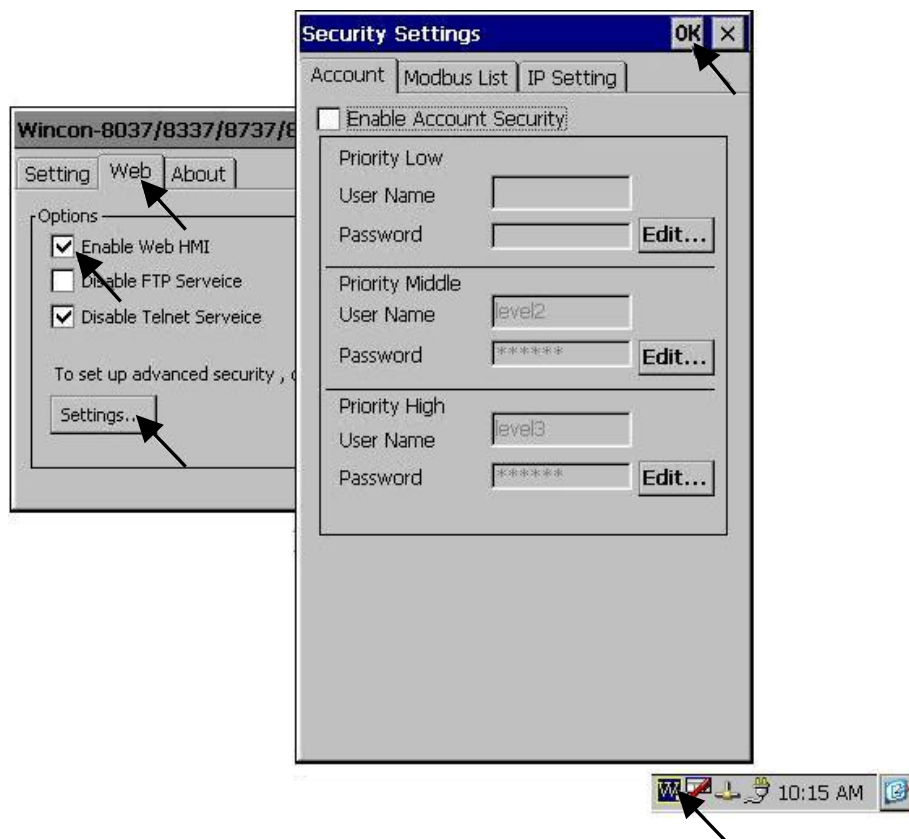 Wincon-8037/8337/8737/8
Setting Web About
Options
Enable Web HMI
Disable FTP Serveice
Disable Telnet Serveice
To set up advanced security ,
Settings...
Security Settings OK ×
Account Modbus List IP Setting
Enable Account Security
Priority Low
User Name
Password Edit...
Priority Middle
User Name level2
Password ****** Edit...
Priority High
User Name level3
Password ****** Edit...
W 10:15 AM